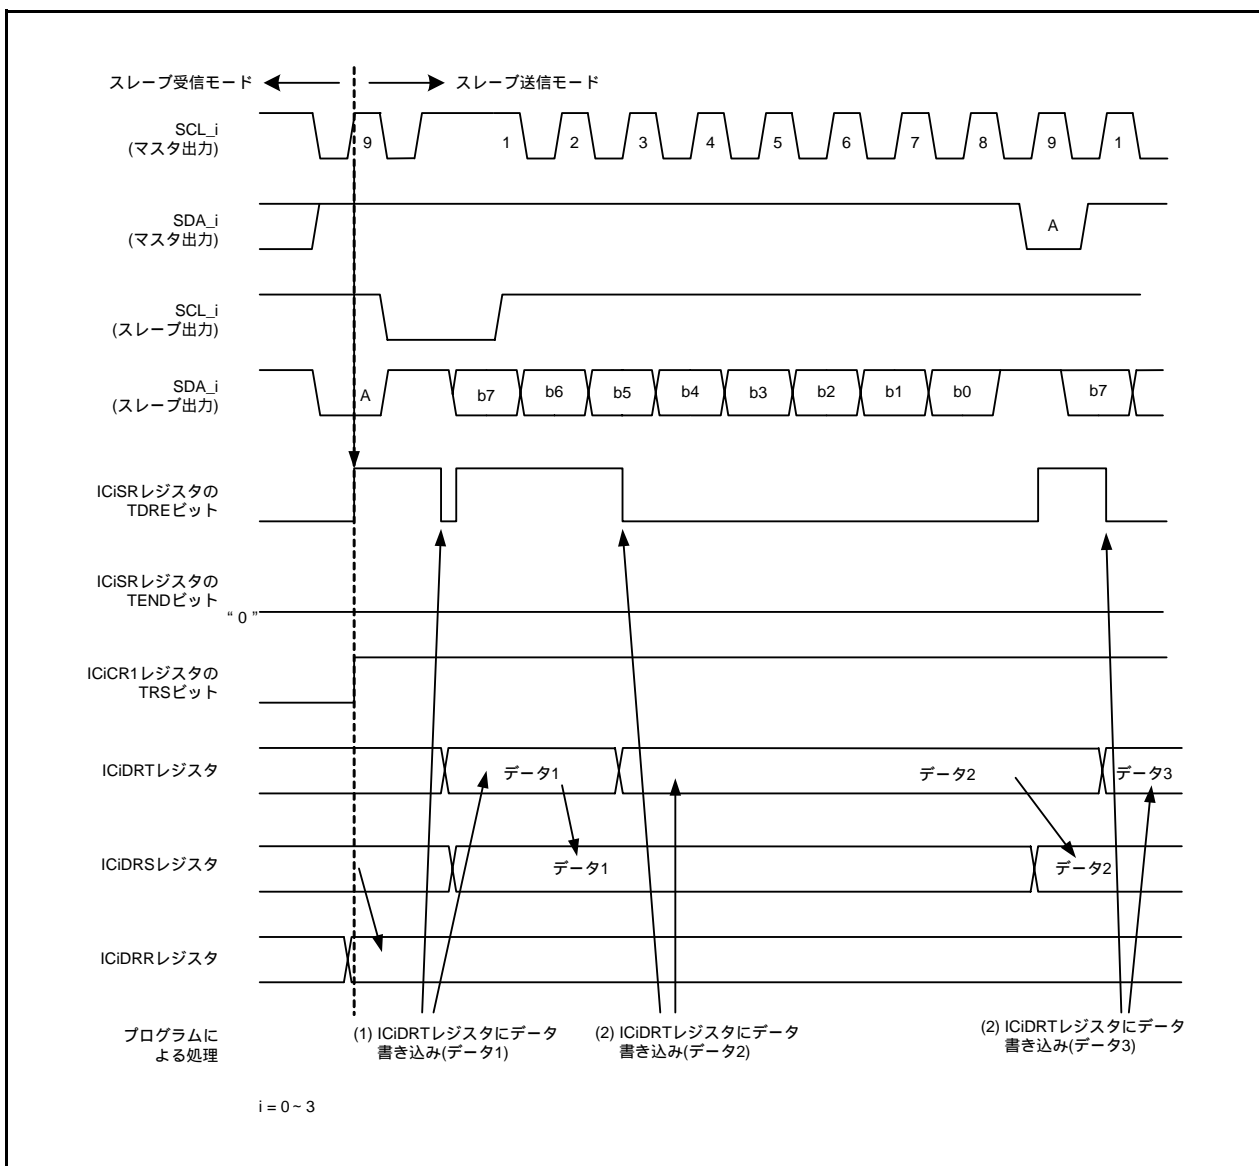 スレーブ受信モード
スレーブ送信モード
SCL_i
(マスタ出力)
9
1
2
3
4
5
6
7
8
9
1
SDA_i
(マスタ出力)
A
SCL_i
(スレーブ出力)
SDA_i
(スレーブ出力)
A
b7
b6
b5
b4
b3
b2
b1
b0
b7
ICiSRレジスタの
TDREビット
ICiSRレジスタの
TENDビット
“ 0 ”
ICiCR1レジスタの
TRSビット
ICiDRTレジスタ
データ1
データ2
データ3
ICiDRSレジスタ
データ1
データ2
ICiDRRレジスタ
プログラムに
よる処理
(1) ICiDRTレジスタにデータ
書き込み(データ1)
(2) ICiDRTレジスタにデータ
書き込み(データ2)
(2) ICiDRTレジスタにデータ
書き込み(データ3)
i = 0 ~ 3